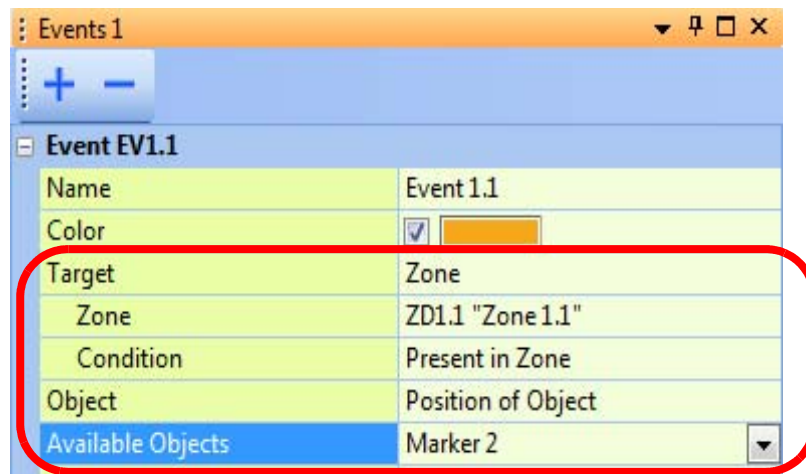 Events 1
Event EV1.1
Name Event 1.1
Color
Target Zone
Zone ZD1.1 "Zone 1.1"
Condition Present in Zone
Object Position of Object
Available Objects Marker 2